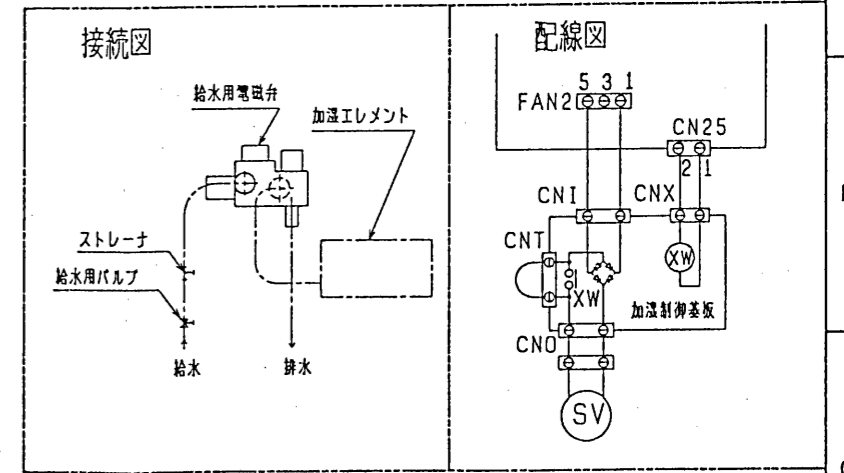 接続図
給水用電磁弁
加湿エレメント
ストレーナ
給水用バルブ
給水
排水
配線図
5 3 1
FAN2
CN25
2 1
CNI
CNX
CNT
XW
XW
加湿制御基板
CNO
SV